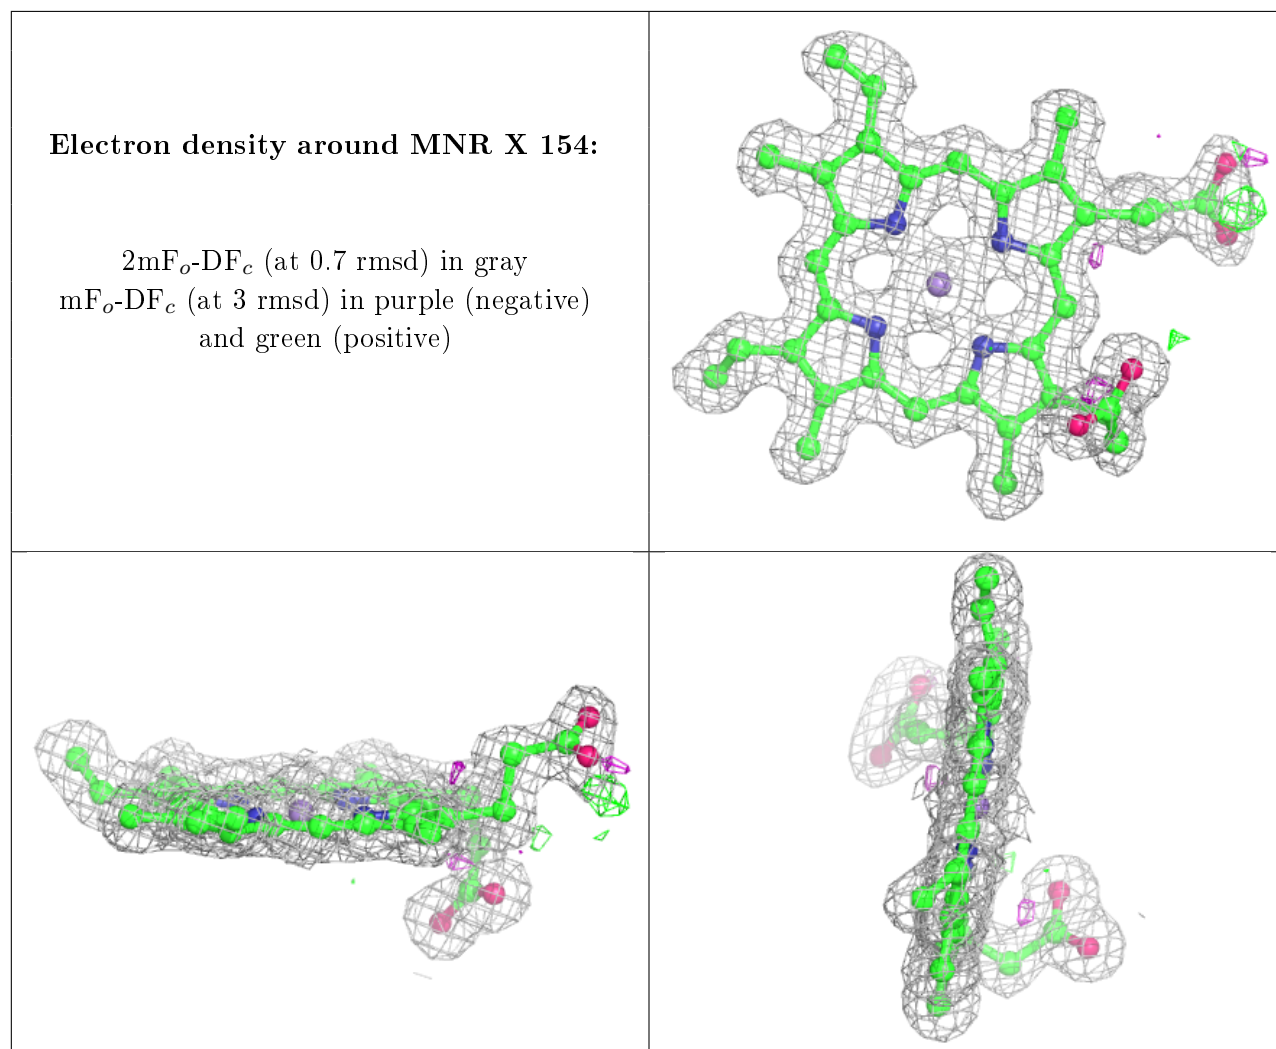 Electron density around MNR X 154:
2mFo-DFc (at 0.7 rmsd) in gray
mFo-DFc (at 3 rmsd) in purple (negative)
and green (positive)